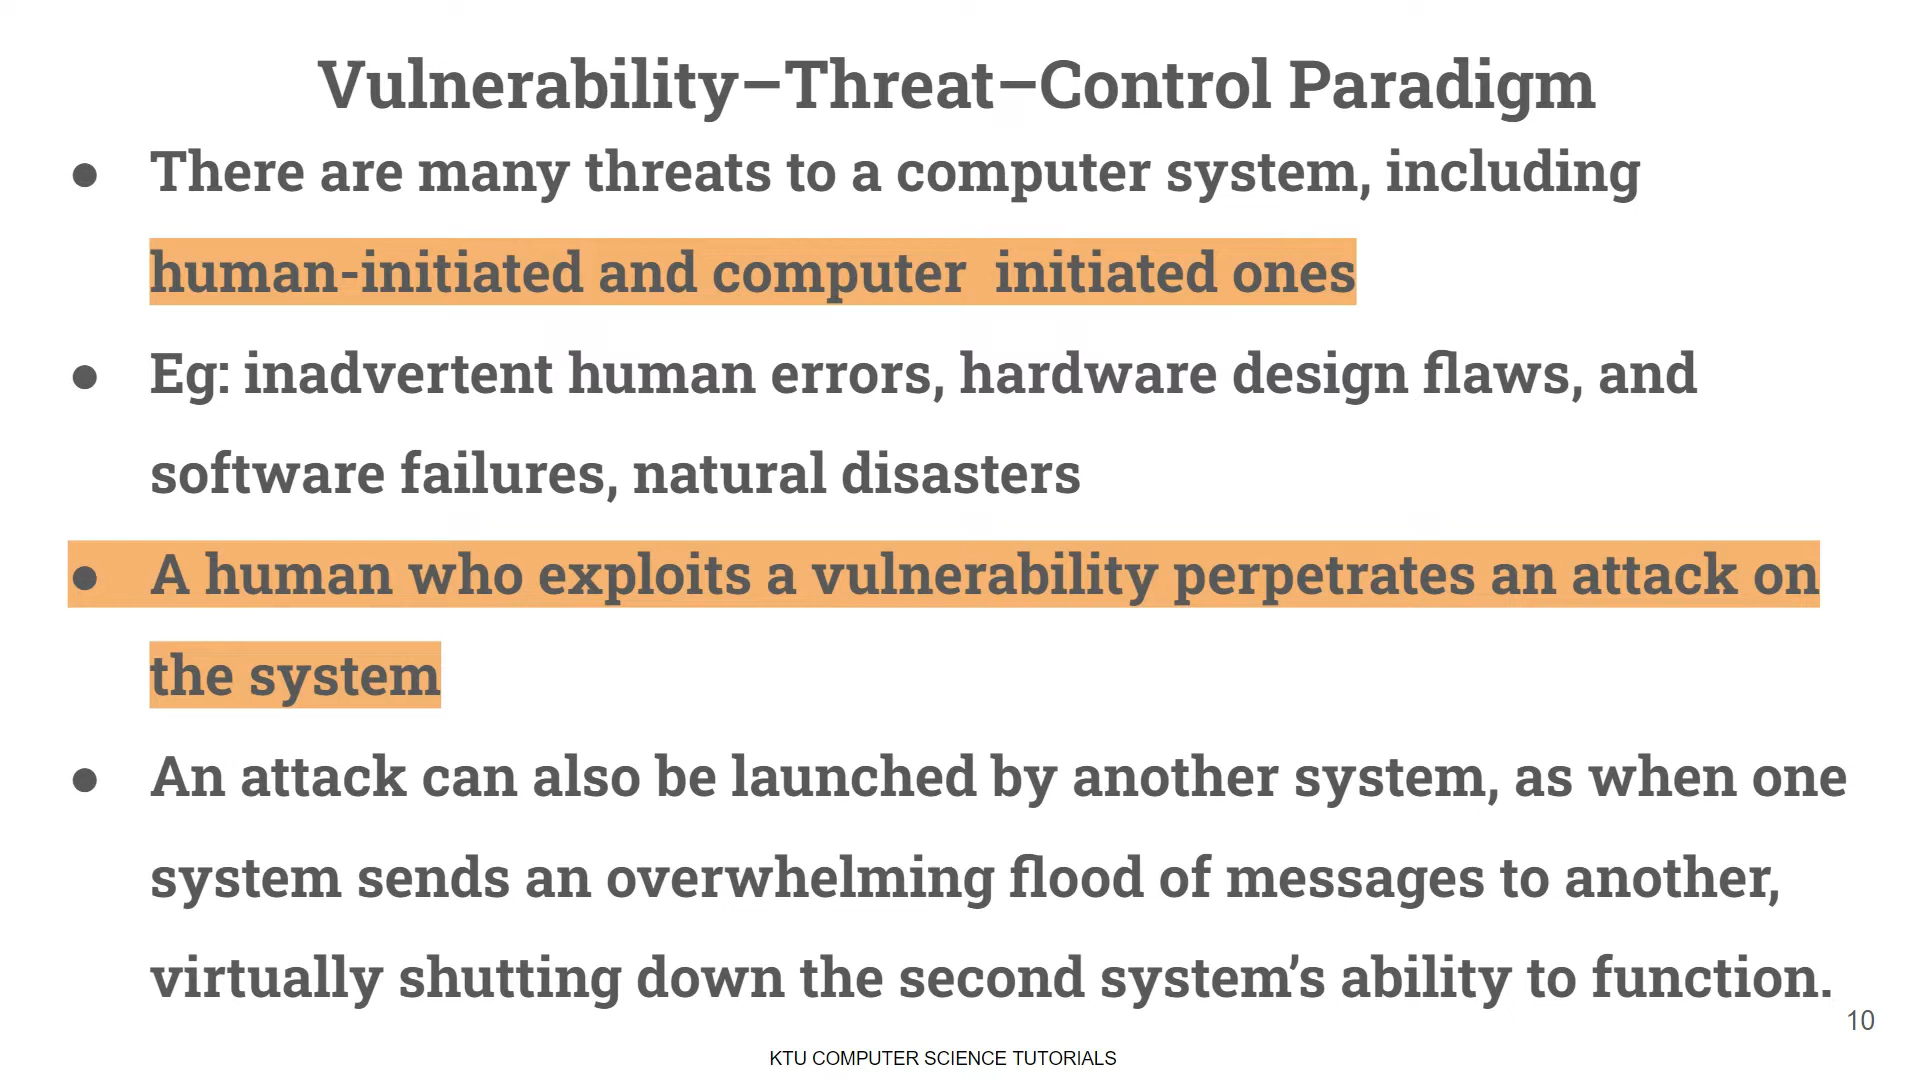 Vulnerability–Threat–Control Paradigm
● There are many threats to a computer system, including
human-initiated and computer  initiated ones
● Eg: inadvertent human errors, hardware design flaws, and
software failures, natural disasters
● A human who exploits a vulnerability perpetrates an attack on
the system
● An attack can also be launched by another system, as when one
system sends an overwhelming flood of messages to another,
virtually shutting down the second system’s ability to function.
10
KTU COMPUTER SCIENCE TUTORIALS